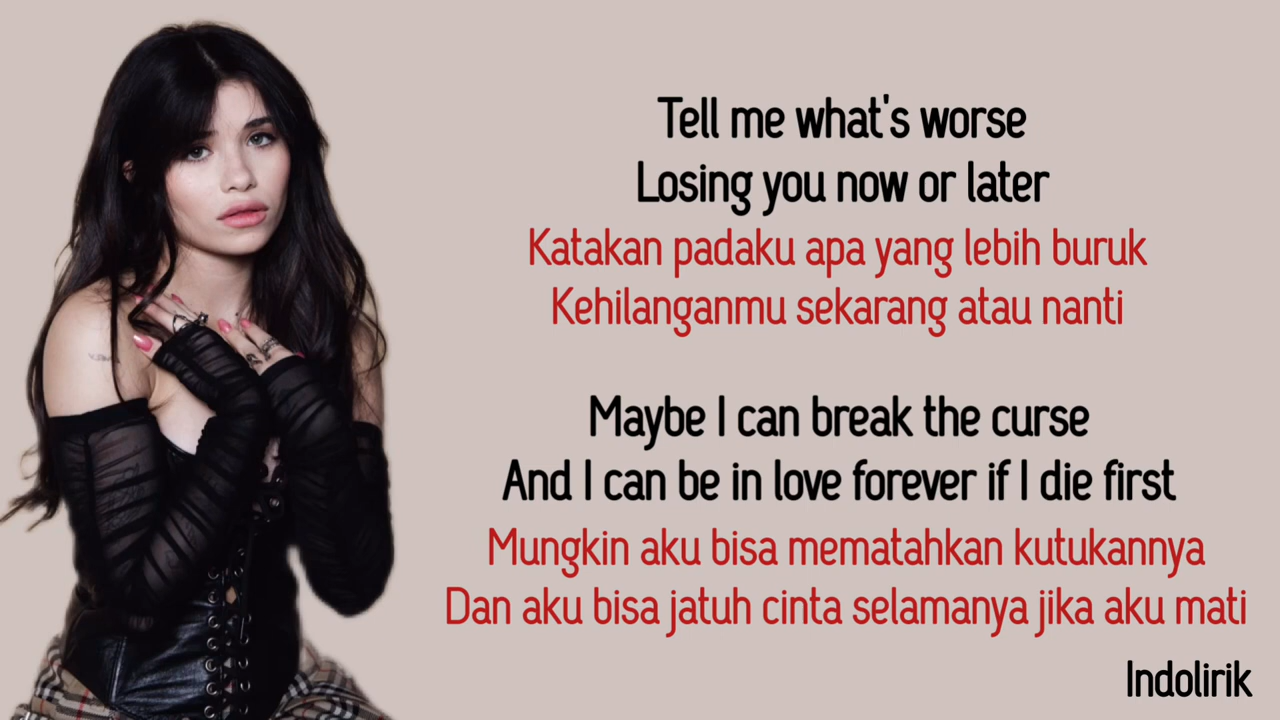 Tell me what's worse
Losing you now or later
Katakan padaku apa yang lebih buruk
Kehilanganmu sekarang atau nanti
Maybe I can break the curse
And I can be in love forever if I die first
Mungkin aku bisa mematahkan kutukannya
Dan aku bisa jatuh cinta selamanya jika aku mati
Indolirik